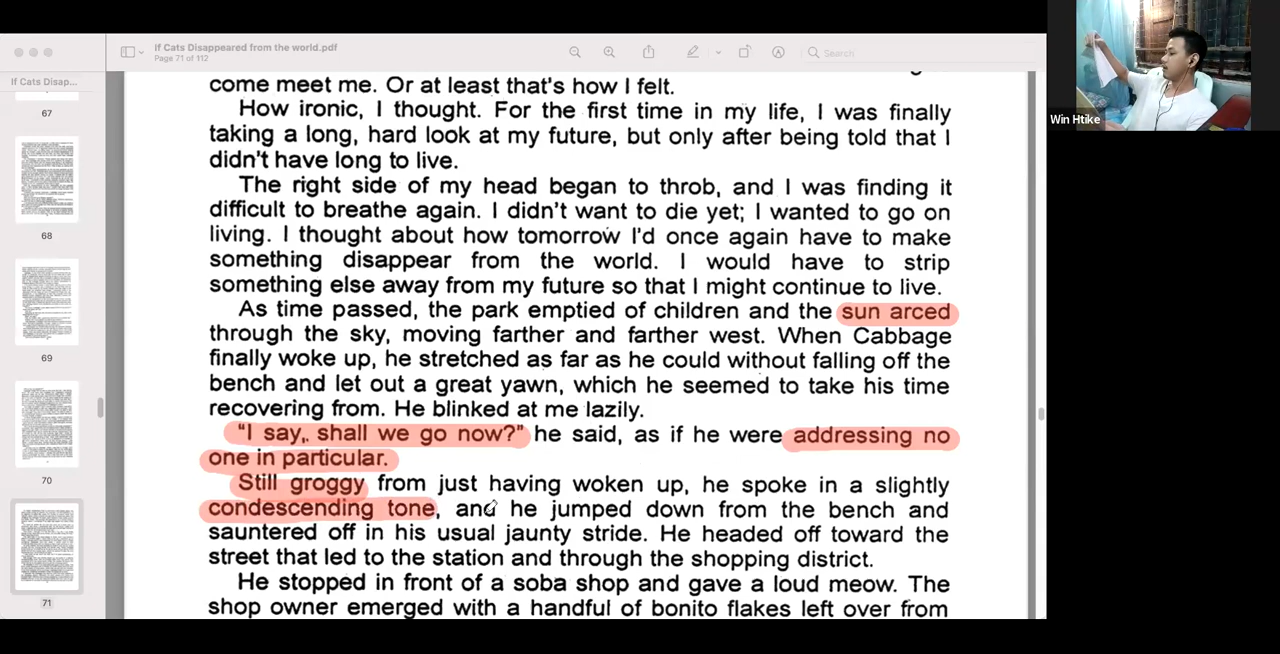 If Cats Disappeared from the world.pdf
Page 71 of 112
Search
If Cats Disap...
67
68
69
70
71
Win Htike
come meet me. Or at least that's how I felt.
How ironic, I thought. For the first time in my life, I was finally
taking a long, hard look at my future, but only after being told that I
didn't have long to live.
The right side of my head began to throb, and I was finding it
difficult to breathe again. I didn't want to die yet; I wanted to go on
living. I thought about how tomorrow I'd once again have to make
something disappear from the world. I would have to strip
something else away from my future so that I might continue to live.
As time passed, the park emptied of children and the sun arced
through the sky, moving farther and farther west. When Cabbage
finally woke up, he stretched as far as he could without falling off the
bench and let out a great yawn, which he seemed to take his time
recovering from. He blinked at me lazily.
"I say, shall we go now?" he said, as if he were addressing no
one in particular.
Still groggy from just having woken up, he spoke in a slightly
condescending tone, and he jumped down from the bench and
sauntered off in his usual jaunty stride. He headed off toward the
street that led to the station and through the shopping district.
He stopped in front of a soba shop and gave a loud meow. The
shop owner emerged with a handful of bonito flakes left over from